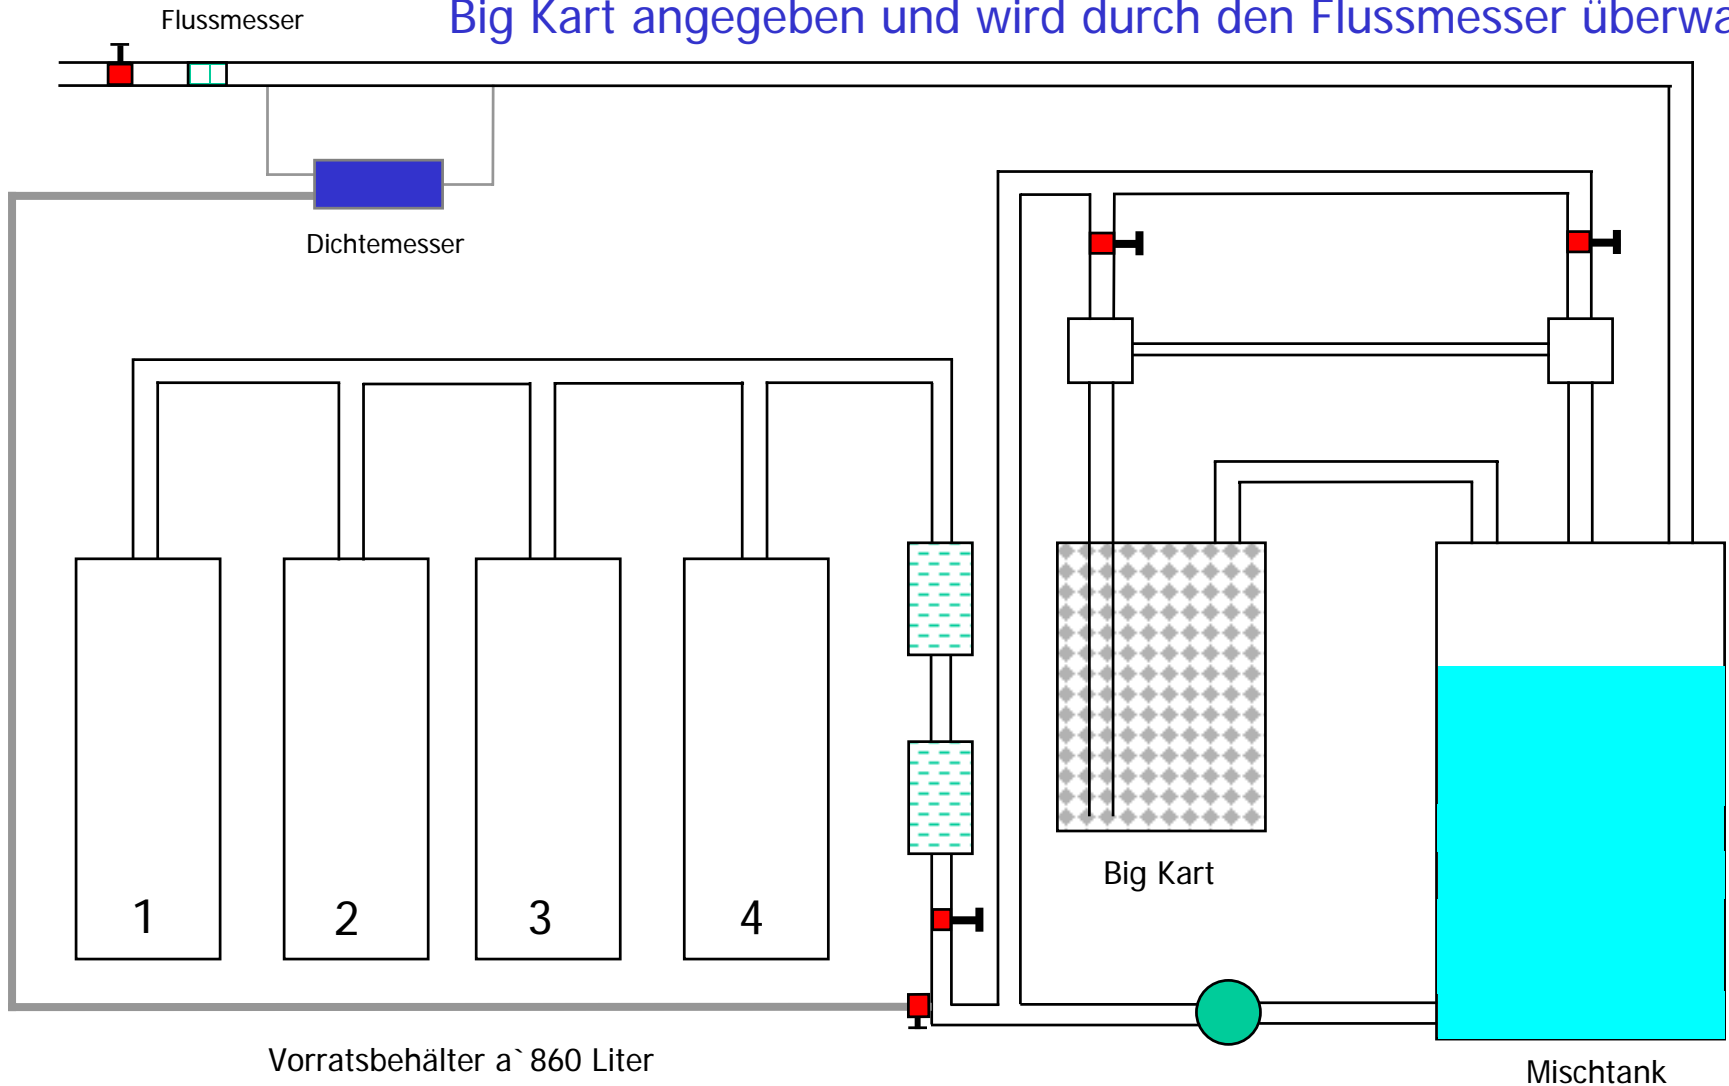 Big Kart angegeben und wird durch den Flussmesser
Flussmesser
Dichtemesser
1 2 3 4
Big Kart
Vorratsbehälter a`860 Liter
Mischtank